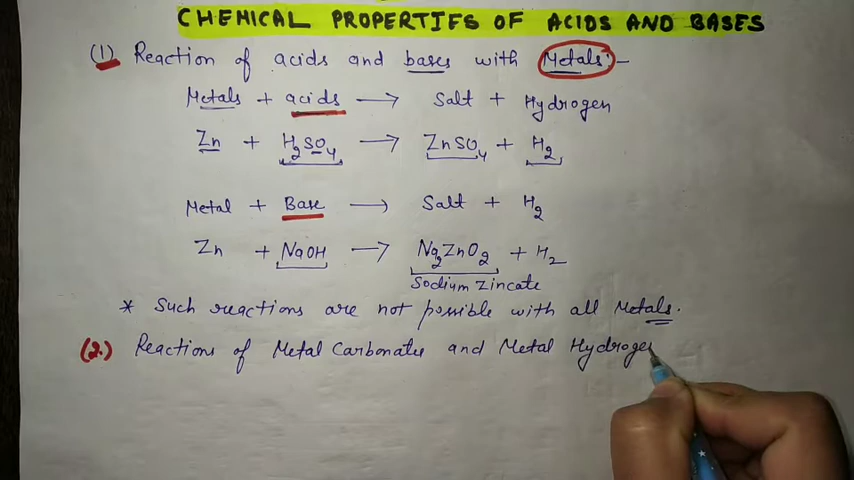 CHEMICAL PROPERTIES OF ACIDS AND BASES
(1) Reaction of acids and bases with Metals:-
Metals + acids → Salt + Hydrogen
Zn + H2SO4 → ZnSO4 + H2
Metal + Base → Salt + H2
Zn + NaOH → Na2ZnO2 + H2
Sodium Zincate
* Such reactions are not possible with all Metals.
(2.) Reactions of Metal Carbonate and Metal Hydrogen